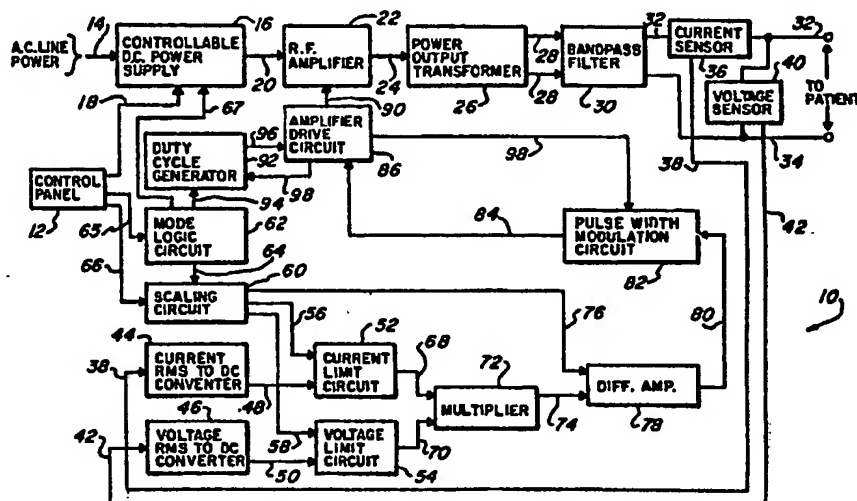 A.C. LINE
POWER
14
CONTROLLABLE
D.C. POWER
SUPPLY
16
18
67
20
R.F.
AMPLIFIER
22
24
POWER
OUTPUT
TRANSFORMER
26
28
28
BANDPASS
FILTER
30
32
CURRENT
SENSOR
36
32
40
VOLTAGE
SENSOR
TO
PATIENT
34
38
42
90
AMPLIFIER
DRIVE
CIRCUIT
86
96
98
98
DUTY
CYCLE
GENERATOR
92
94
CONTROL
PANEL
12
65
66
MODE
LOGIC
CIRCUIT
62
64
60
SCALING
CIRCUIT
84
PULSE WIDTH
MODULATION
CIRCUIT
82
80
10
76
56
44
CURRENT
RMS TO DC
CONVERTER
38
48
52
CURRENT
LIMIT
CIRCUIT
68
46
VOLTAGE
RMS TO DC
CONVERTER
42
50
58
VOLTAGE
LIMIT
CIRCUIT
54
70
72
MULTIPLIER
74
DIFF. AMP.
78